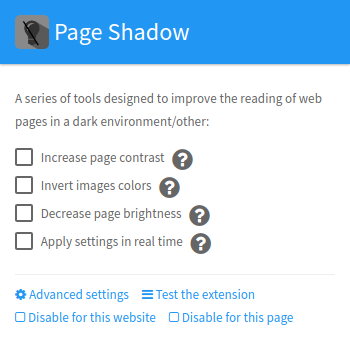 Page Shadow
A series of tools designed to improve the reading of web
pages in a dark environment/other:
Increase page contrast ?
Invert images colors ?
Decrease page brightness ?
Apply settings in real time ?
Advanced settings Test the extension
Disable for this website Disable for this page